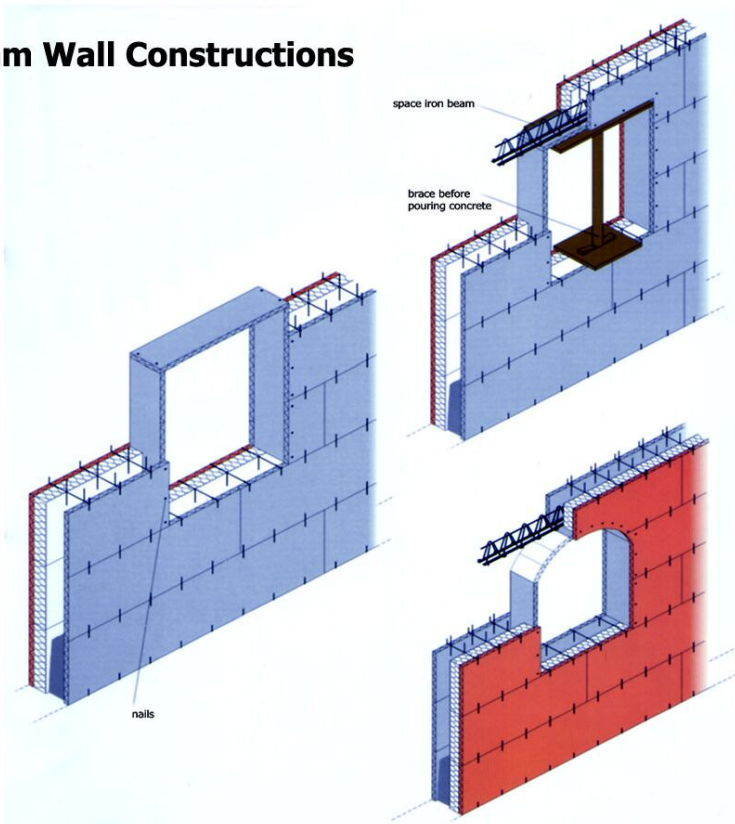 m Wall Constructions
space iron beam
brace before
pouring concrete
nails